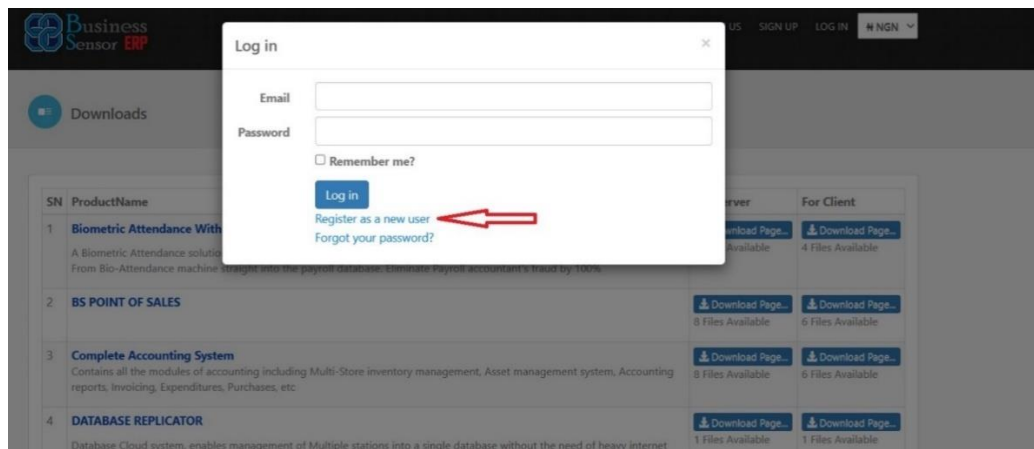 Business
Sensor ERP
US SIGN UP LOG IN ₦ NGN
Log in
×
Downloads
Email
Password
Remember me?
Log in
Register as a new user
Forgot your password?
SN ProductName For Client
1 Biometric Attendance With Download Page...
A Biometric Attendance Available 4 Files Available
From Bio-Attendance machine straight into the payroll database. Eliminate Payroll accountant's fraud by 100%
2 BS POINT OF SALES Download Page... Download Page...
8 Files Available 6 Files Available
3 Complete Accounting System Download Page... Download Page...
Contains all the modules of accounting including Multi-Store inventory management, Asset management system, Accounting 8 Files Available 6 Files Available
reports, Invoicing, Expenditures, Purchases, etc
4 DATABASE REPLICATOR Download Page... Download Page...
Database Cloud system, enables management of Multiple stations into a single database without the need of heavy internet 1 Files Available 1 Files Available